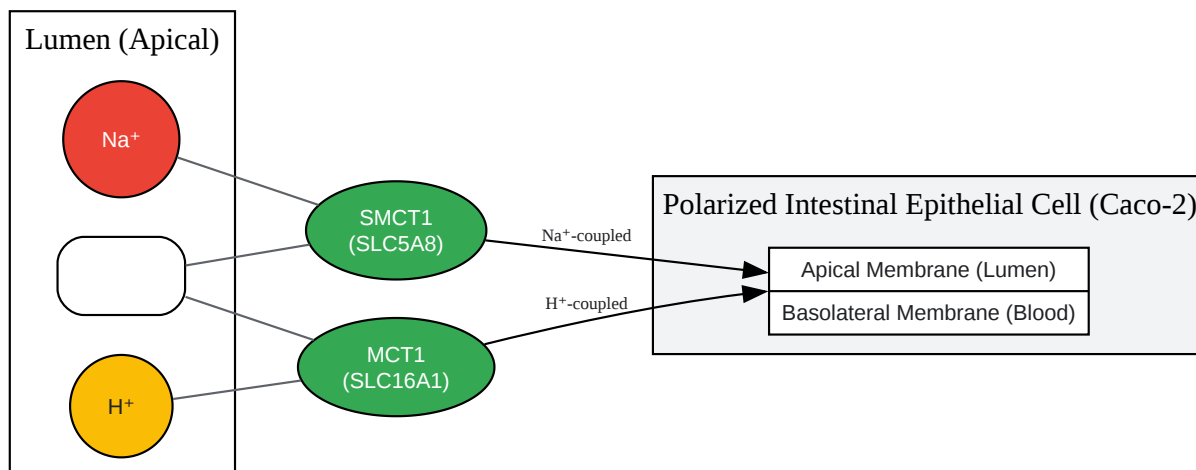 Lumen (Apical)
Na⁺
H⁺
SMCT1
(SLC5A8)
MCT1
(SLC16A1)
Na⁺-coupled
H⁺-coupled
Polarized Intestinal Epithelial Cell (Caco-2)
Apical Membrane (Lumen)
Basolateral Membrane (Blood)